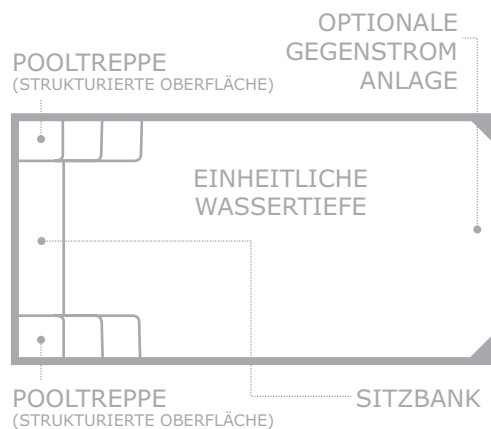 OPTIONALE
GEGENSTROM
ANLAGE
POOLTREPPE
(STRUKTURIERTE OBERFLÄCHE)
EINHEITLICHE
WASSERTIEFE
POOLTREPPE
(STRUKTURIERTE OBERFLÄCHE)
SITZBANK